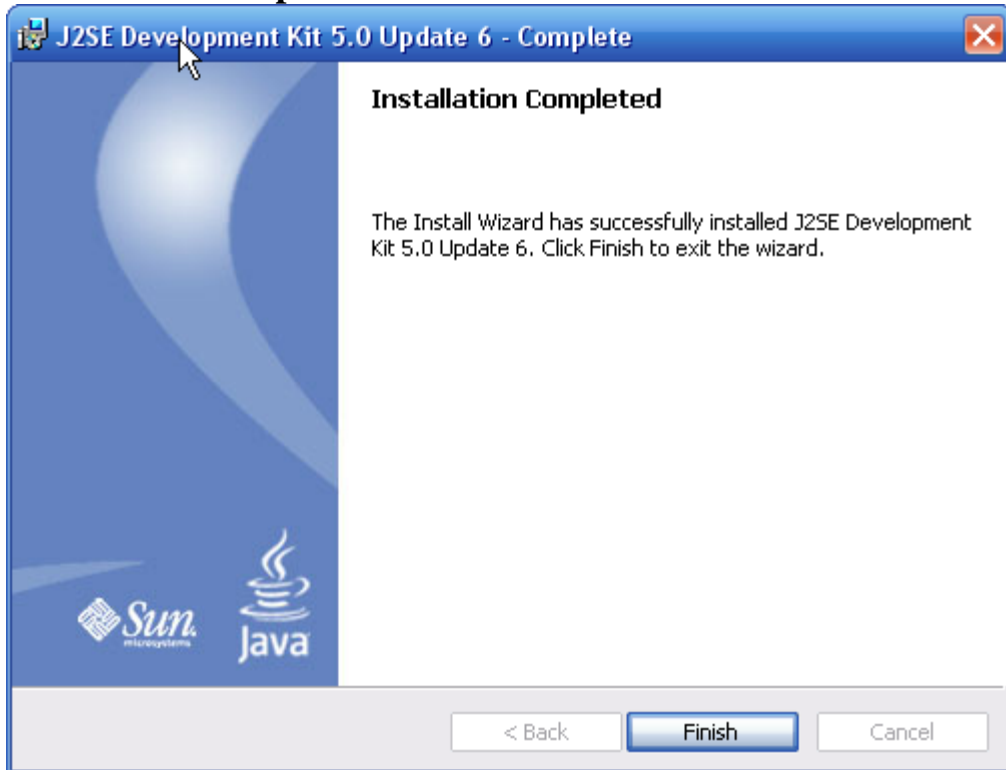 J2SE Development Kit 5.0 Update 6 - Complete
Installation Completed
The Install Wizard has successfully installed J2SE Development
Kit 5.0 Update 6. Click Finish to exit the wizard.
Sun
microsystems
Java
< Back
Finish
Cancel